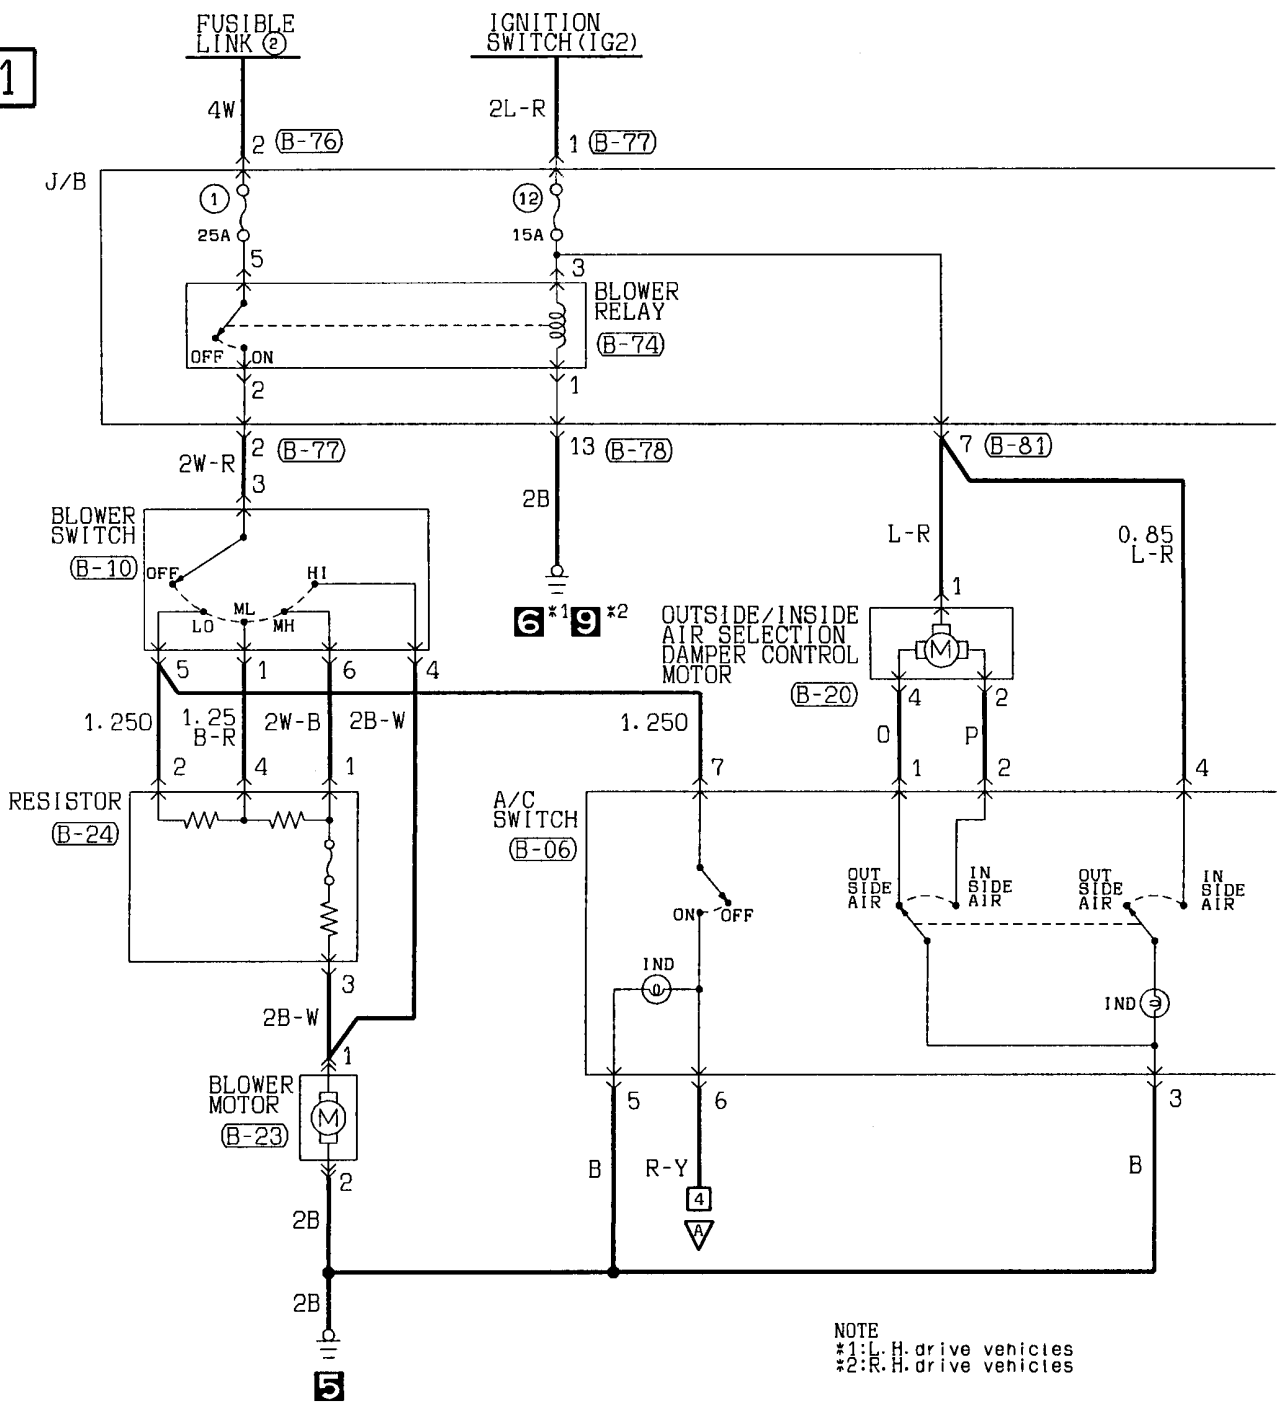 FUSIBLE
LINK ②
IGNITION
SWITCH(IG2)
1
4W
2L-R
2 (B-76)
1 (B-77)
J/B
1
12
25A
15A
5
3
BLOWER
RELAY
(B-74)
OFF
ON
2
1
2 (B-77)
13 (B-78)
7 (B-81)
2W-R
3
2B
BLOWER
SWITCH
(B-10)
OFF
HI
LO
ML
MH
L-R
0.85
L-R
1
6*1 9*2
OUTSIDE/INSIDE
AIR SELECTION
DAMPER CONTROL
MOTOR
(B-20)
M
5
1
6
4
4
2
1.250
1.25
B-R
2W-B
2B-W
1.250
O
P
2
4
1
7
1
2
4
RESISTOR
(B-24)
A/C
SWITCH
(B-06)
OUT
SIDE
AIR
IN
SIDE
AIR
OUT
SIDE
AIR
IN
SIDE
AIR
ON
OFF
IND
IND
3
2B-W
1
BLOWER
MOTOR
(B-23)
M
2
5
6
3
B
R-Y
B
4
A
2B
2B
5
NOTE
*1:L.H.drive vehicles
*2:R.H.drive vehicles